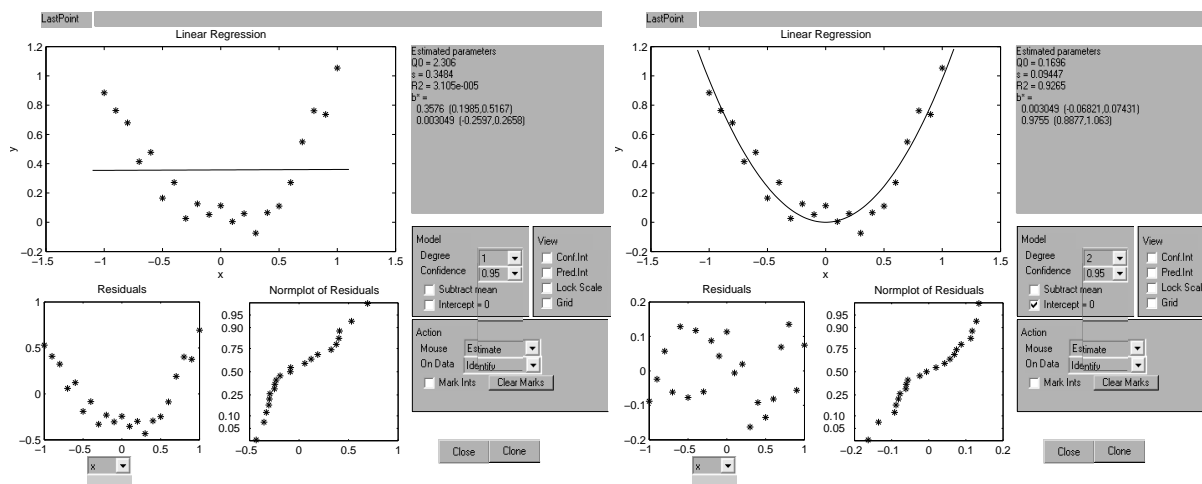 LastPoint
Linear Regression
1.2
1
0.8
0.6
0.4
0.2
0
−0.2
y
−1.5
−1
−0.5
0
0.5
1
1.5
x
Estimated parameters
Q0 = 2.306
s = 0.3484
R2 = 3.105e-005
b* =
0.3576 (0.1985,0.5167)
0.003049 (-0.2597,0.2658)
Model
Degree
1
Confidence
0.95
Subtract mean
Intercept = 0
View
Conf.Int
Pred.Int
Lock Scale
Grid
Residuals
1
0.5
0
−0.5
−1
0
1
x
Normplot of Residuals
0.95
0.90
0.75
0.50
0.25
0.10
0.05
−0.5
0
0.5
1
Action
Mouse
Estimate
On Data
Identify
Mark Ints
Clear Marks
Close
Clone
LastPoint
Linear Regression
1.2
1
0.8
0.6
0.4
0.2
0
−0.2
y
−1.5
−1
−0.5
0
0.5
1
1.5
x
Estimated parameters
Q0 = 0.1696
s = 0.09447
R2 = 0.9265
b* =
0.003049 (-0.06821,0.07431)
0.9755 (0.8877,1.063)
Model
Degree
2
Confidence
0.95
Subtract mean
Intercept = 0
View
Conf.Int
Pred.Int
Lock Scale
Grid
Residuals
0.2
0.1
0
−0.1
−0.2
−1
0
1
x
Normplot of Residuals
0.95
0.90
0.75
0.50
0.25
0.10
0.05
−0.2
−0.1
0
0.1
0.2
Action
Mouse
Estimate
On Data
Identify
Mark Ints
Clear Marks
Close
Clone